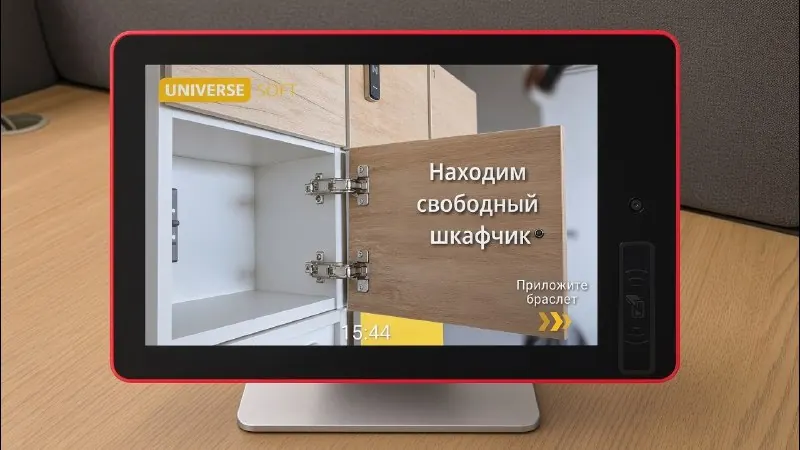 UNIVERSE SOFT
Находим
свободный
шкафчик
Приложите
браслет
15:44